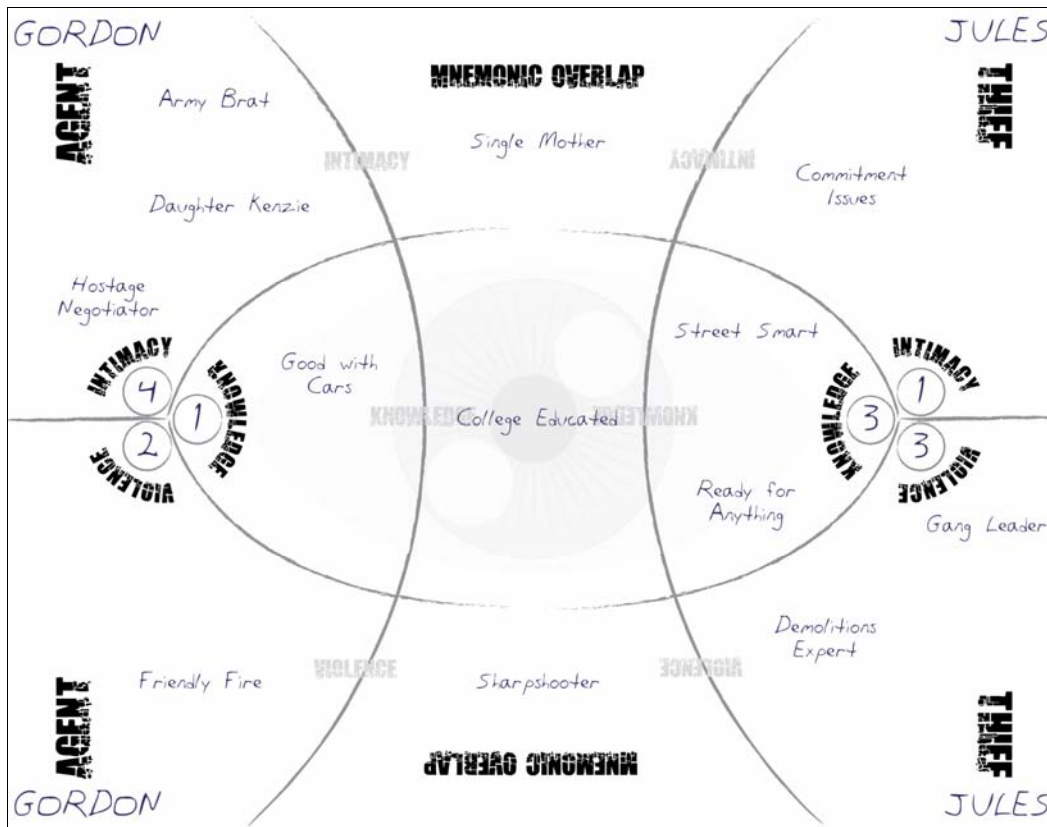 GORDON
JULES
AGENT
THIEF
MNEMONIC OVERLAP
Army Brat
Single Mother
INTIMACY
INTIMACY
Commitment
Issues
Daughter Kenzie
Hostage
Negotiator
Street Smart
INTIMACY
4
KNOWLEDGE
1
VIOLENCE
2
Good with
Cars
KNOWLEDGE
College Educated
KNOWLEDGE
KNOWLEDGE
3
INTIMACY
1
VIOLENCE
3
Ready for
Anything
Gang Leader
Demolitions
Expert
VIOLENCE
VIOLENCE
Friendly Fire
Sharpshooter
AGENT
THIEF
MNEMONIC OVERLAP
GORDON
JULES